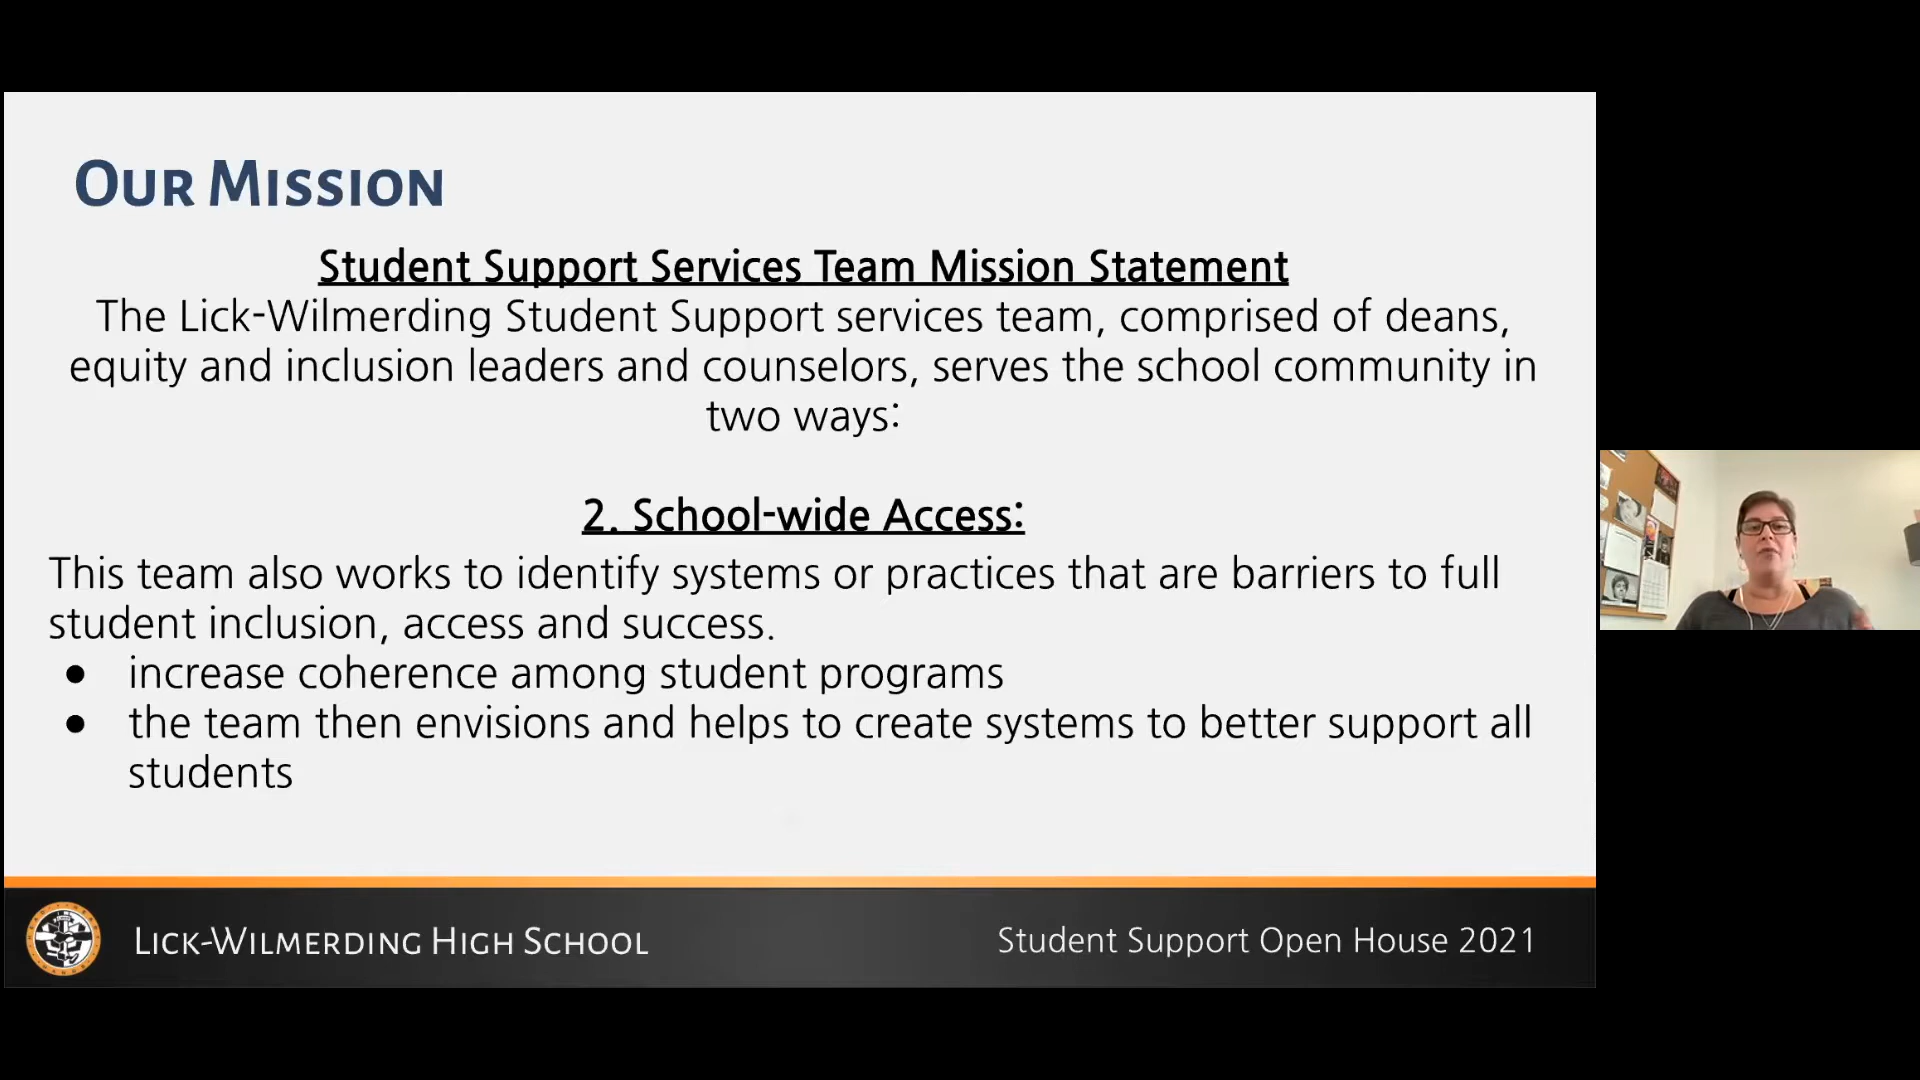 Our Mission
Student Support Services Team Mission Statement
The Lick-Wilmerding Student Support services team, comprised of deans,
equity and inclusion leaders and counselors, serves the school community in
two ways:
2. School-wide Access:
This team also works to identify systems or practices that are barriers to full
student inclusion, access and success.
● increase coherence among student programs
● the team then envisions and helps to create systems to better support all
students
Lick-Wilmerding High School
Student Support Open House 2021